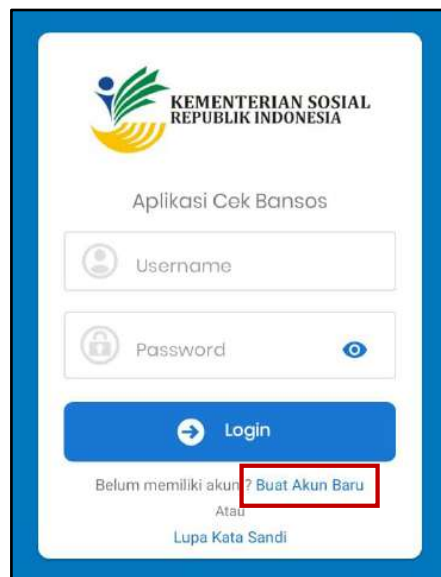 KEMENTERIAN SOSIAL
REPUBLIK INDONESIA
Aplikasi Cek Bansos
Username
Password
Login
Belum memiliki akun ? Buat Akun Baru
Atau
Lupa Kata Sandi